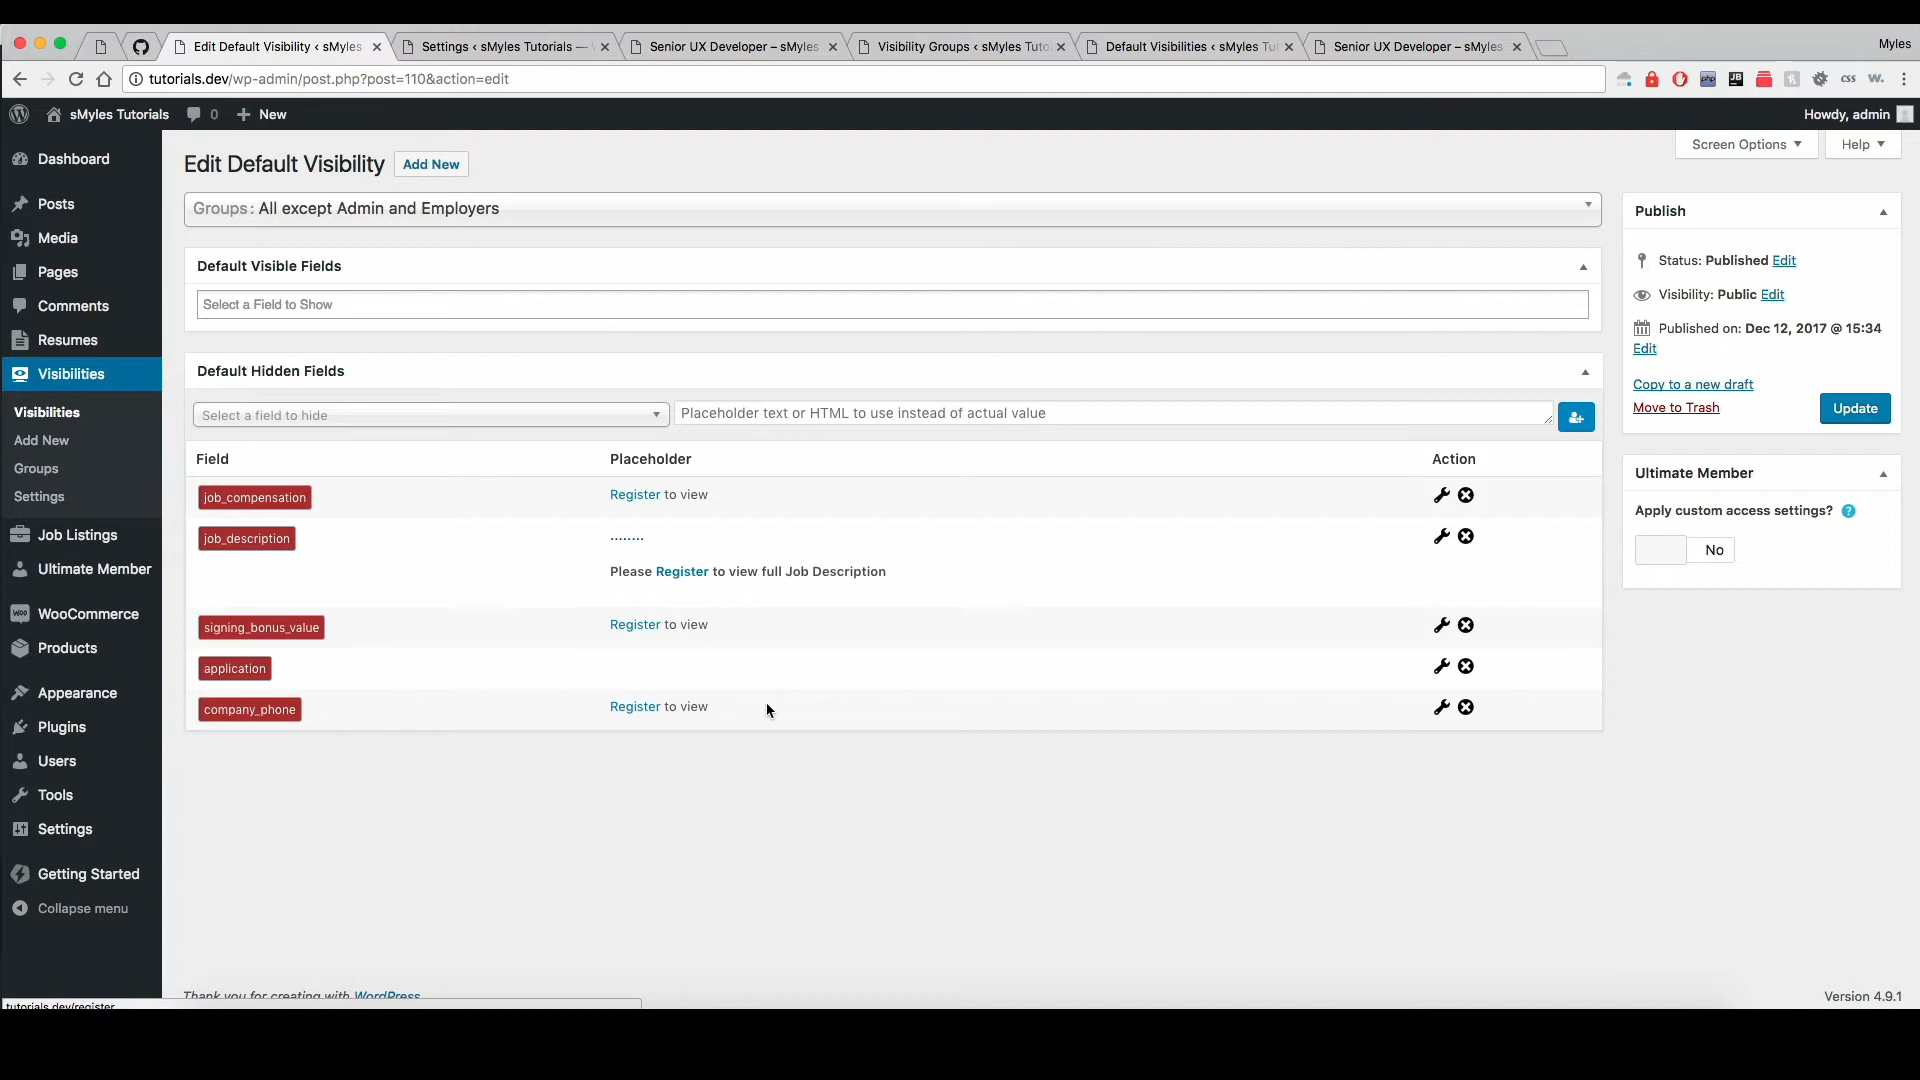 Edit Default Visibility ‹ sMyles
Settings ‹ sMyles Tutorials —
Senior UX Developer – sMyles
Visibility Groups ‹ sMyles Tuto
Default Visibilities ‹ sMyles Tut
Senior UX Developer – sMyles
Myles
tutorials.dev/wp-admin/post.php?post=110&action=edit
php
JB
css
w.
sMyles Tutorials
0
New
Howdy, admin
Screen Options
Help
Dashboard
Posts
Media
Pages
Comments
Resumes
Visibilities
Visibilities
Add New
Groups
Settings
Job Listings
Ultimate Member
Woo
WooCommerce
Products
Appearance
Plugins
Users
Tools
Settings
Getting Started
Collapse menu
Edit Default Visibility
Add New
Groups: All except Admin and Employers
Default Visible Fields
Select a Field to Show
Default Hidden Fields
Select a field to hide
Placeholder text or HTML to use instead of actual value
Field Placeholder Action
job_compensation Register to view
job_description ........
Please Register to view full Job Description
signing_bonus_value Register to view
application
company_phone Register to view
Publish
Status: Published Edit
Visibility: Public Edit
Published on: Dec 12, 2017 @ 15:34
Edit
Copy to a new draft
Move to Trash
Update
Ultimate Member
Apply custom access settings? ?
No
Thank you for creating with WordPress
Version 4.9.1
tutorials.dev/register